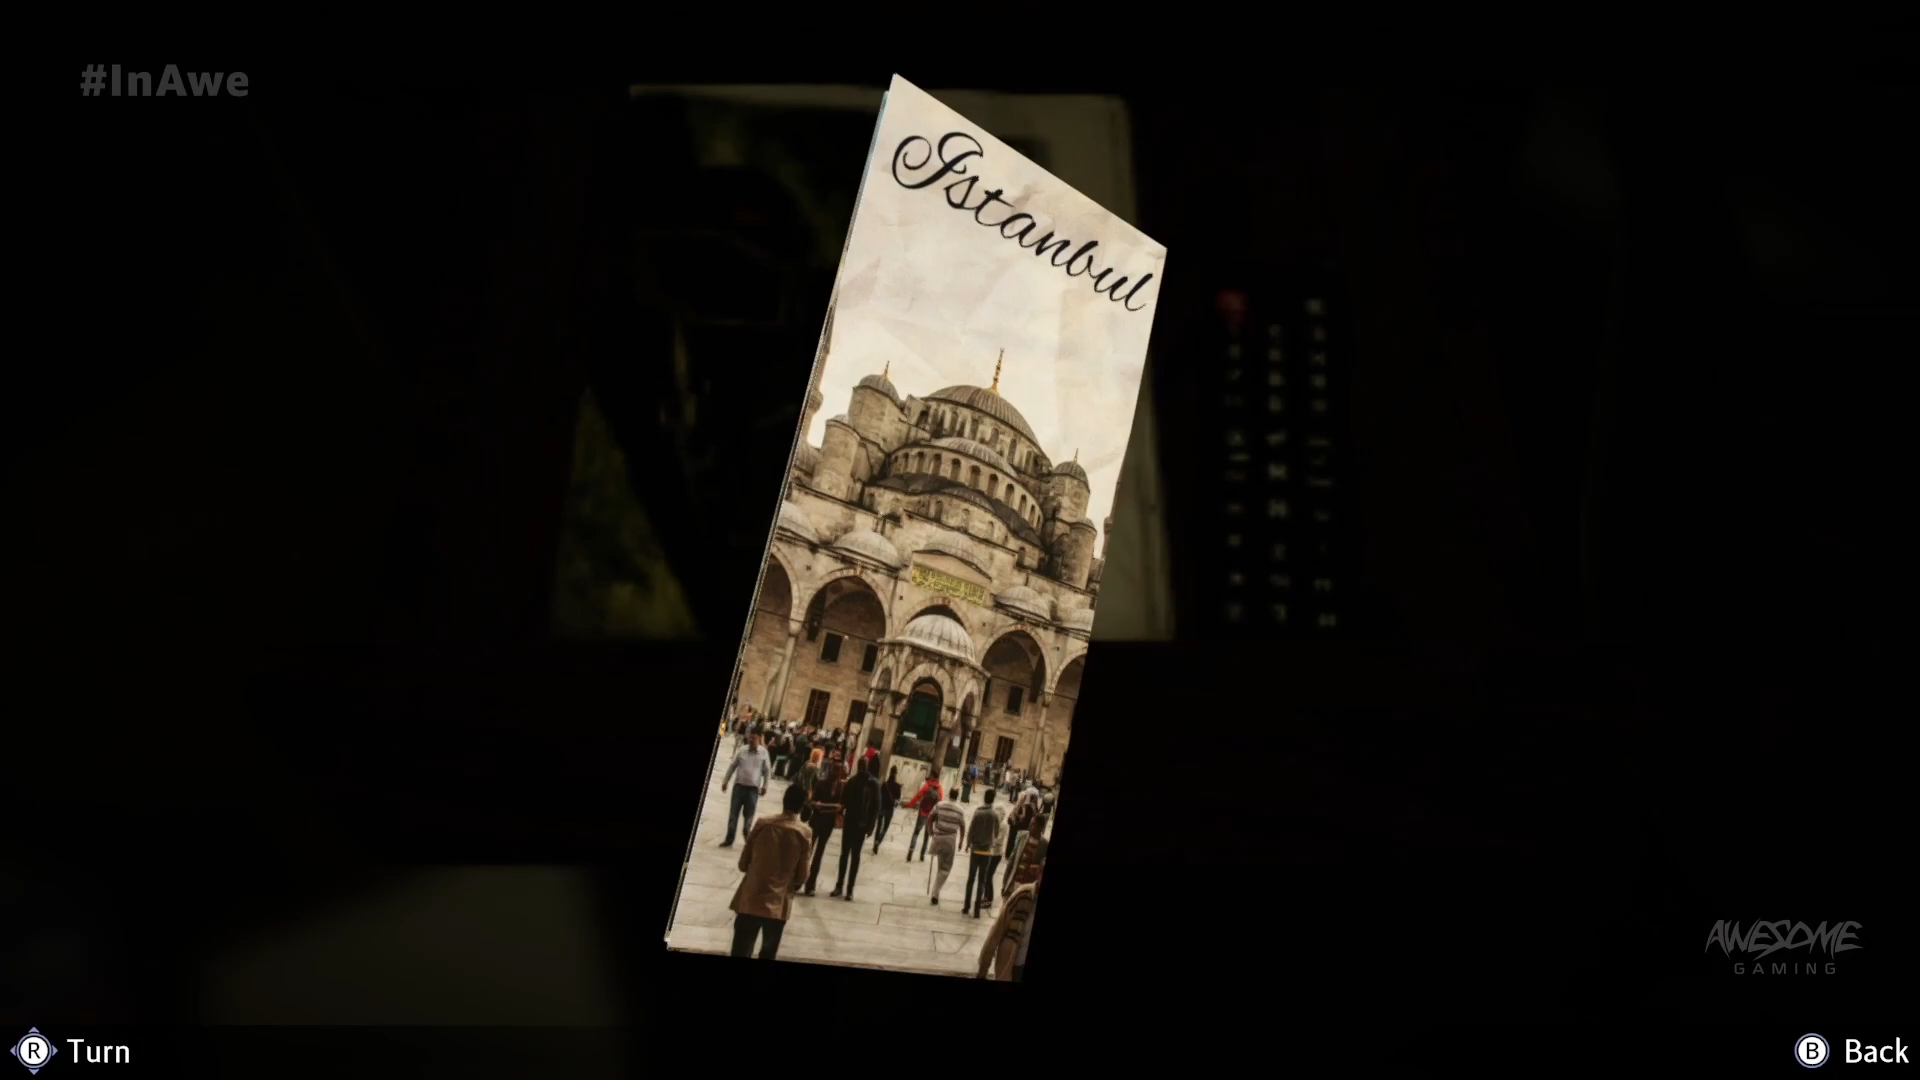 #InAwe
Istanbul
AWESOME
GAMING
R Turn
B Back